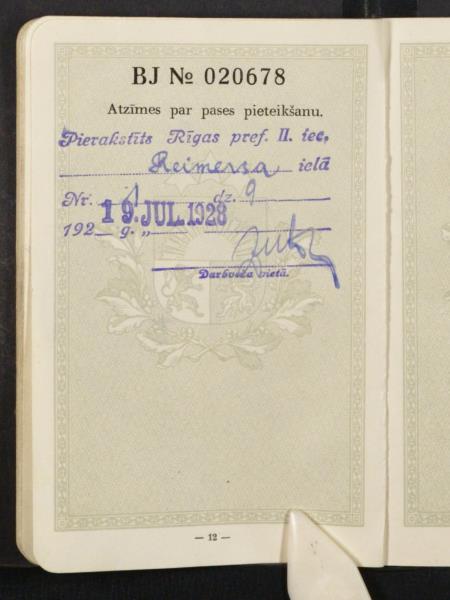 BJ № 020678
Atzīmes par pases pieteikšanu.
Pierakstīts Rīgas pref. II. iec.
Reimersa ielā
Nr. 1 dz. 9
19. JUL. 1928
192 g. „
Darbveža vietā.
— 12 —